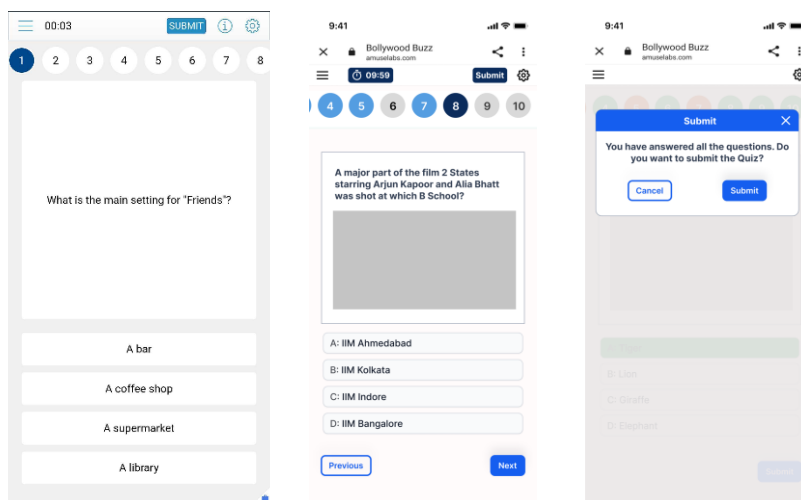 00:03 SUBMIT
1 2 3 4 5 6 7 8
What is the main setting for "Friends"?
A bar
A coffee shop
A supermarket
A library
9:41
Bollywood Buzz
amuselabs.com
09:59 Submit
4 5 6 7 8 9 10
A major part of the film 2 States
starring Arjun Kapoor and Alia Bhatt
was shot at which B School?
A: IIM Ahmedabad
B: IIM Kolkata
C: IIM Indore
D: IIM Bangalore
Previous Next
9:41
Bollywood Buzz
amuselabs.com
Submit
You have answered all the questions. Do
you want to submit the Quiz?
Cancel Submit
B: Lion
C: Giraffe
D: Elephant
Submit